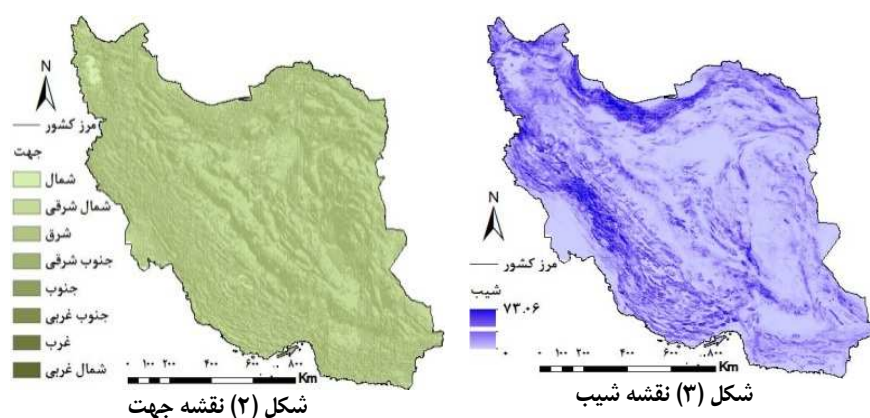 N
مرز کشور
جهت
شمال
شمال شرقی
شرق
جنوب شرقی
جنوب
جنوب غربی
غرب
شمال غربی
۰ ۱۰۰ ۲۰۰ ۴۰۰ ۶۰۰ ۸۰۰
Km
شکل (۲) نقشه جهت
N
مرز کشور
شیب
۷۳.۰۶
۰
۰ ۱۰۰ ۲۰۰ ۴۰۰ ۶۰۰ ۸۰۰
Km
شکل (۳) نقشه شیب